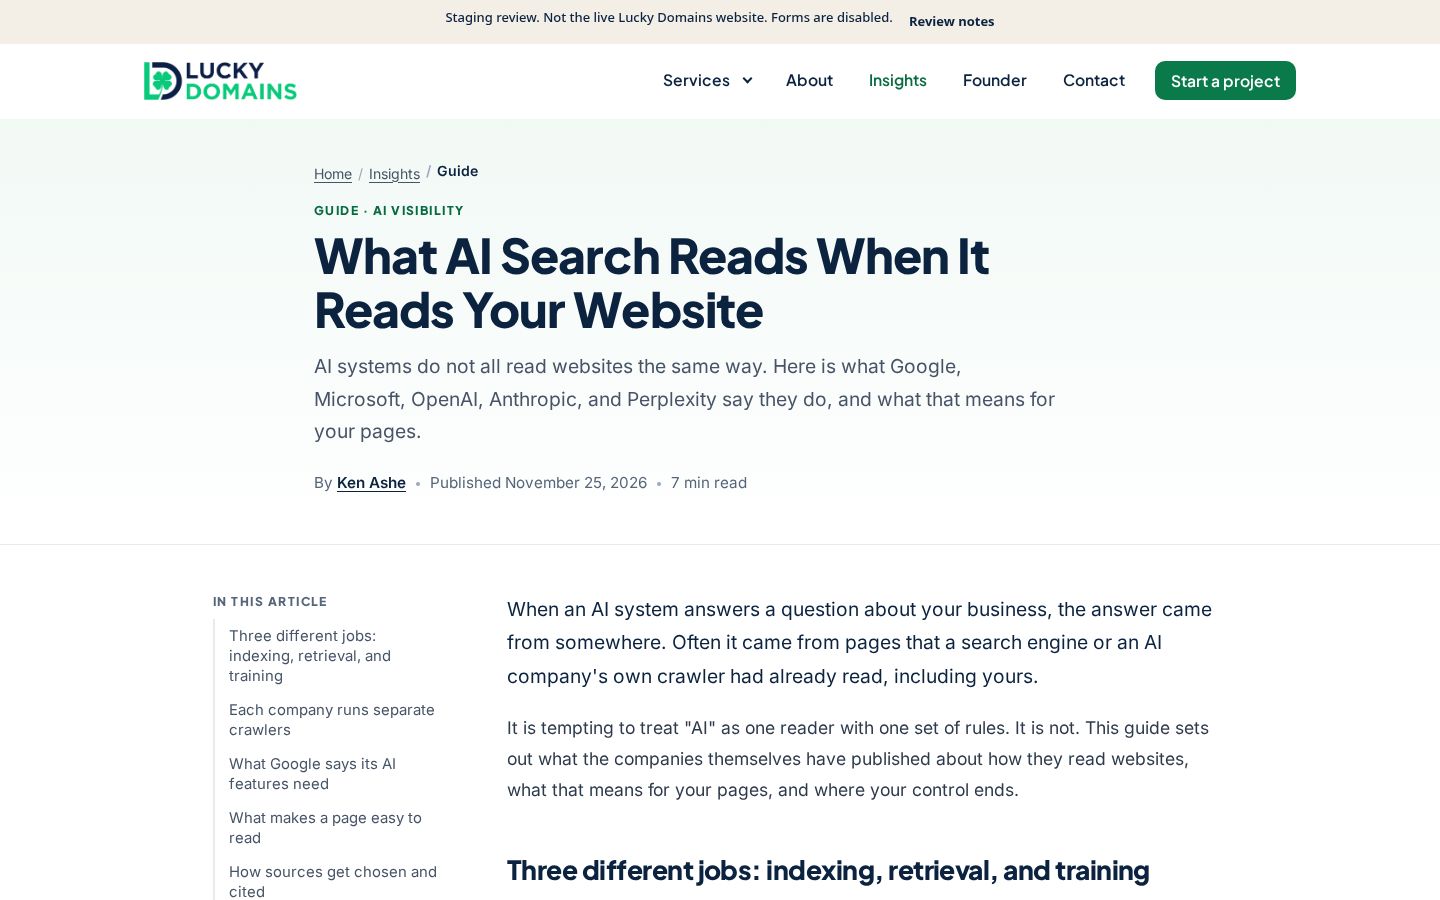 Staging review. Not the live Lucky Domains website. Forms are disabled. Review notes
LUCKY
DOMAINS
Services About Insights Founder Contact Start a project
Home / Insights / Guide
GUIDE · AI VISIBILITY
What AI Search Reads When It
Reads Your Website
AI systems do not all read websites the same way. Here is what Google,
Microsoft, OpenAI, Anthropic, and Perplexity say they do, and what that means for
your pages.
By Ken Ashe • Published November 25, 2026 • 7 min read
IN THIS ARTICLE
Three different jobs:
indexing, retrieval, and
training
Each company runs separate
crawlers
What Google says its AI
features need
What makes a page easy to
read
How sources get chosen and
cited
When an AI system answers a question about your business, the answer came
from somewhere. Often it came from pages that a search engine or an AI
company's own crawler had already read, including yours.
It is tempting to treat "AI" as one reader with one set of rules. It is not. This guide sets
out what the companies themselves have published about how they read websites,
what that means for your pages, and where your control ends.
Three different jobs: indexing, retrieval, and training